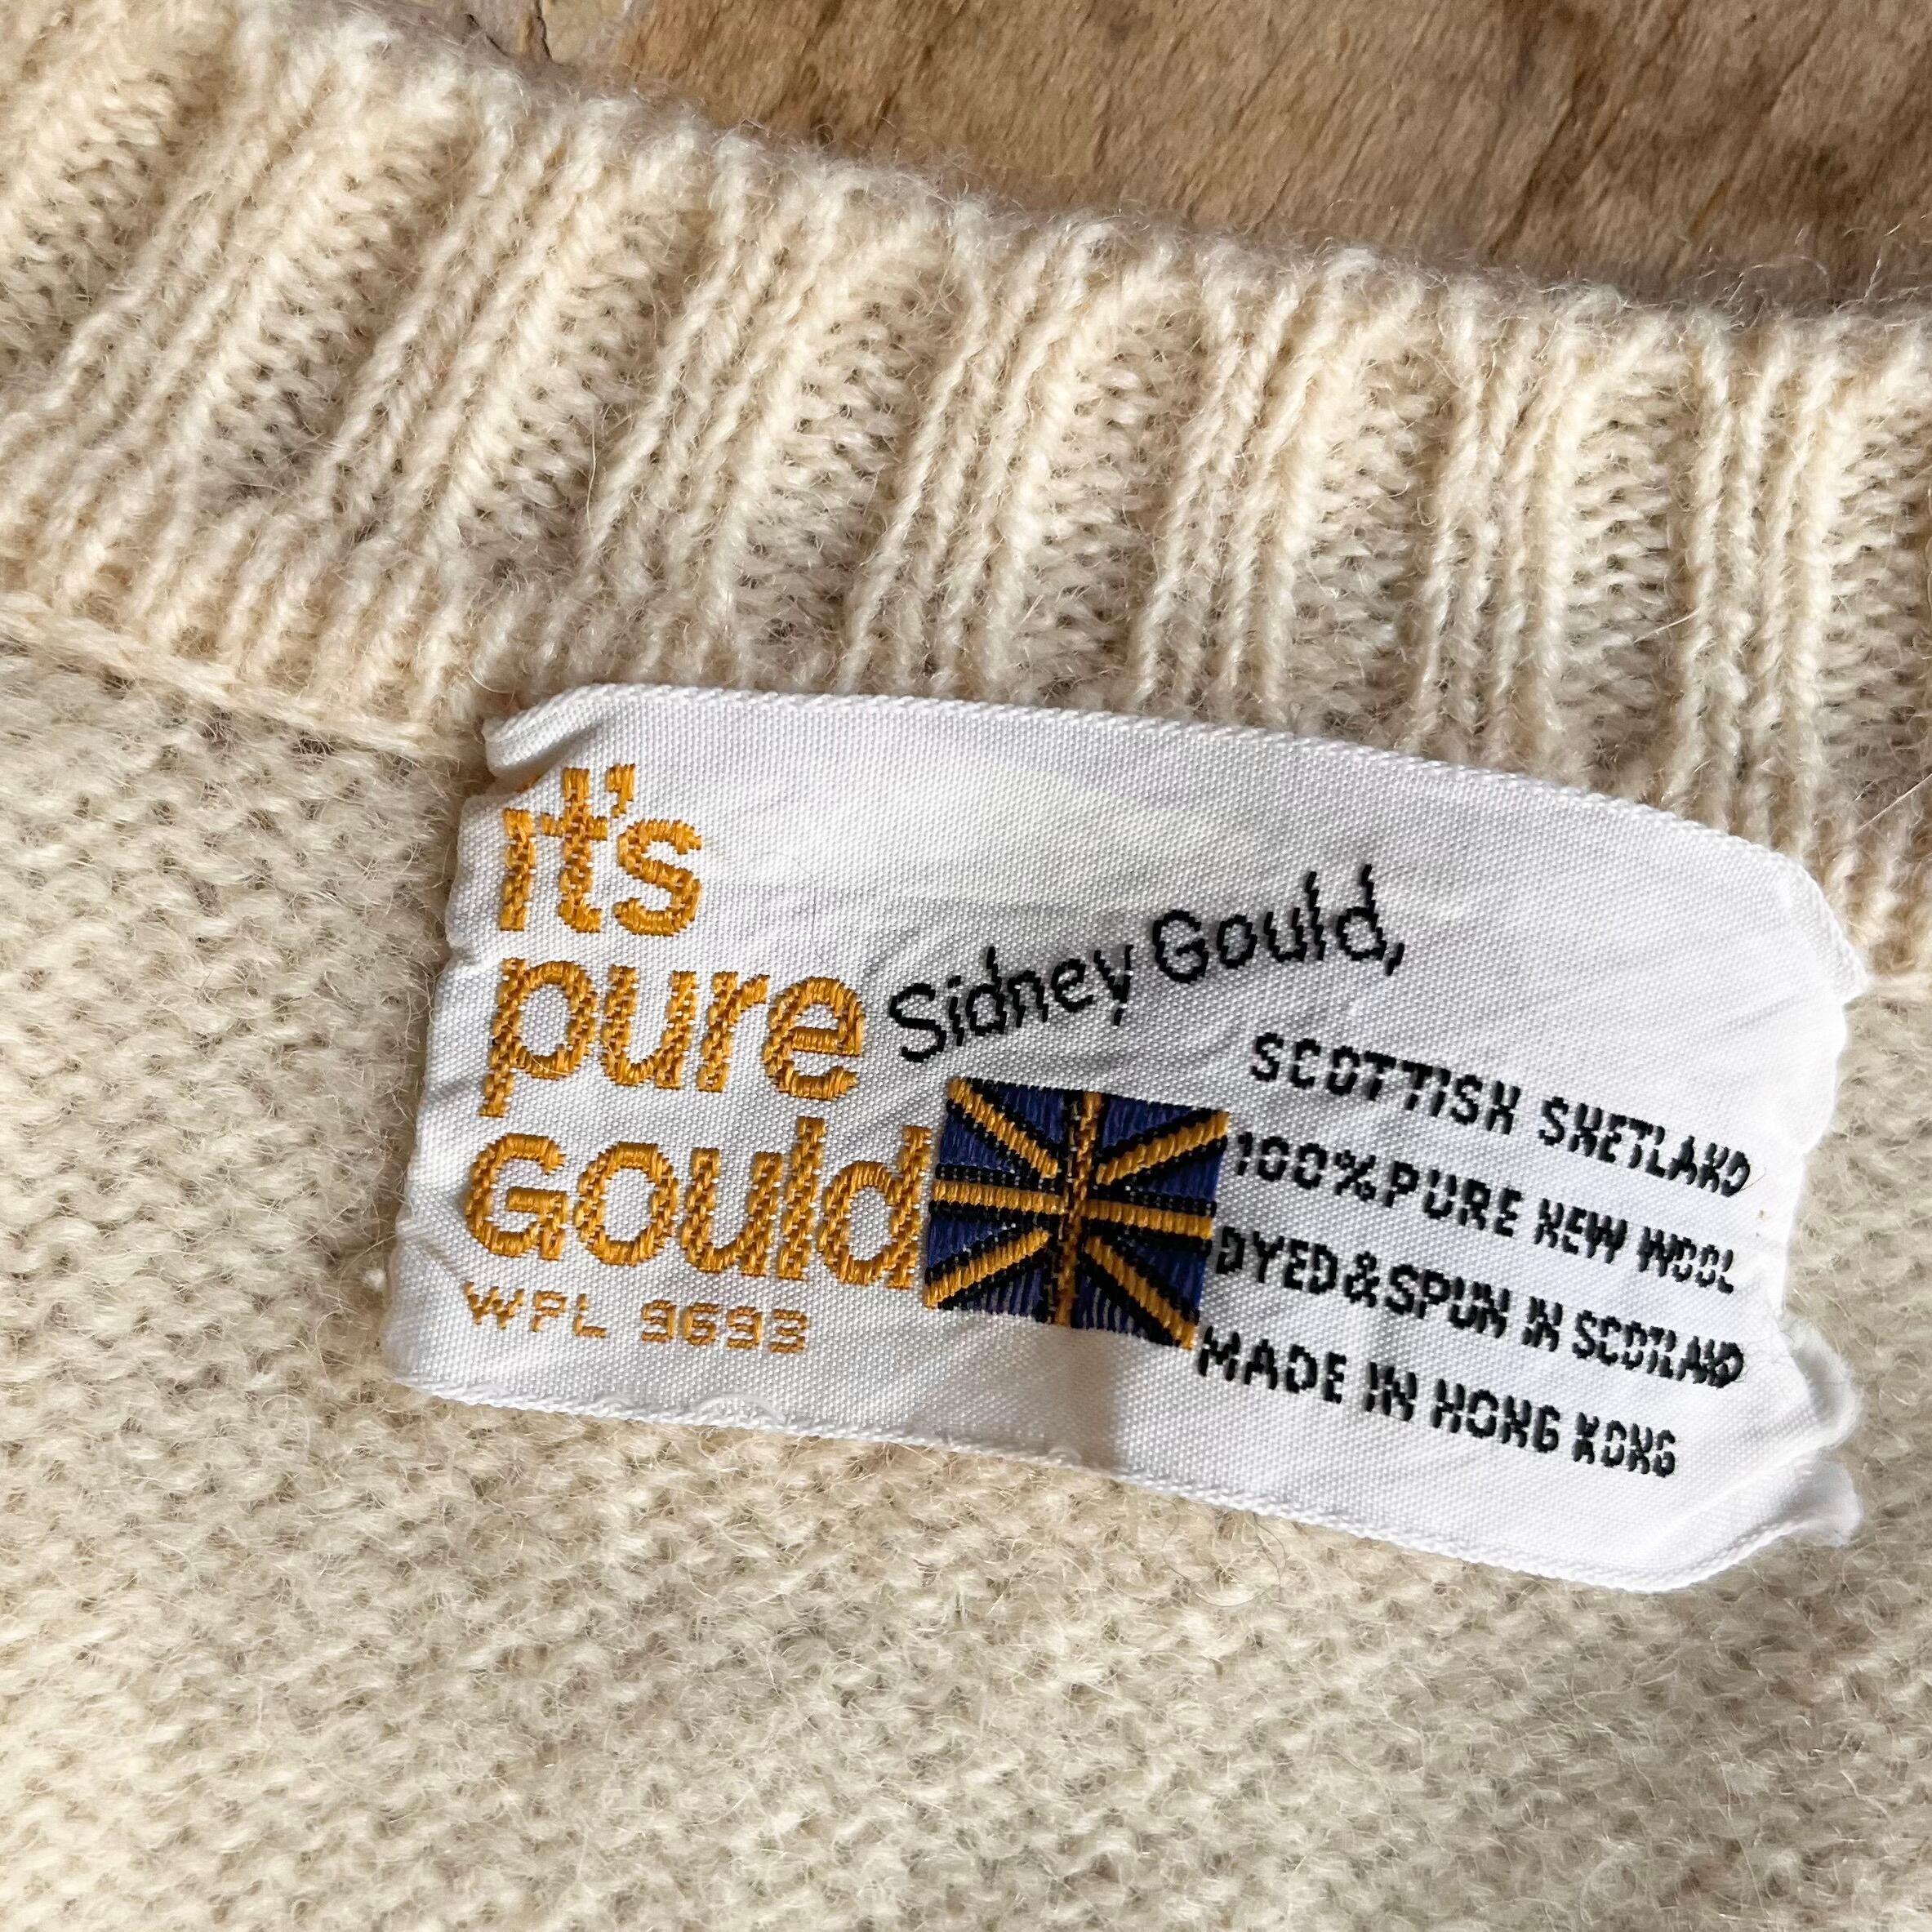 it's
pure
Gould
WPL 9693
Sidney Gould,
SCOTTISH SHETLAND
100% PURE NEW WOOL
DYED & SPUN IN SCOTLAND
MADE IN HONG KONG